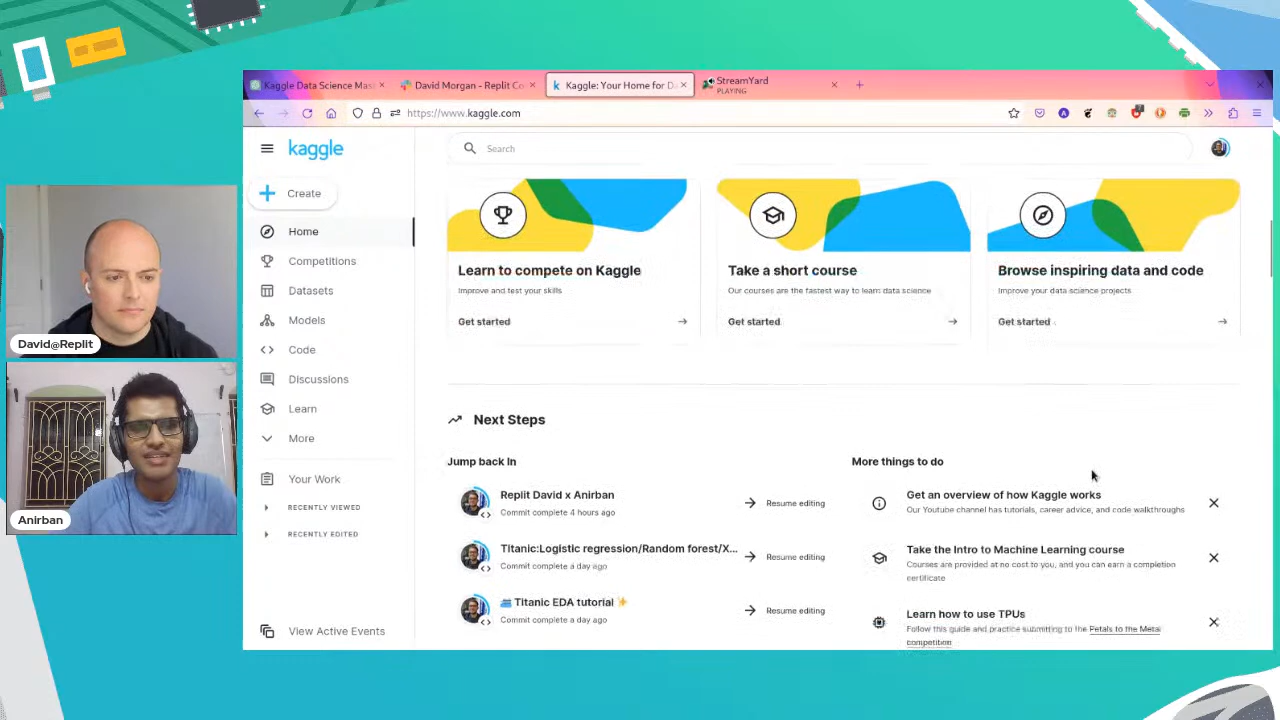 Kaggle Data Science Mas
David Morgan - Replit Co
Kaggle: Your Home for Da
StreamYard
PLAYING
https://www.kaggle.com
kaggle
Search
Create
Home
Competitions
Datasets
Models
Code
Discussions
Learn
More
Your Work
RECENTLY VIEWED
RECENTLY EDITED
View Active Events
Learn to compete on Kaggle
Improve and test your skills
Get started
Take a short course
Our courses are the fastest way to learn data science
Get started
Browse inspiring data and code
Improve your data science projects
Get started
Next Steps
Jump back in
Replit David x Anirban
Commit complete 4 hours ago
Resume editing
Titanic:Logistic regression/Random forest/X...
Commit complete a day ago
Resume editing
Titanic EDA tutorial
Commit complete a day ago
Resume editing
More things to do
Get an overview of how Kaggle works
Our Youtube channel has tutorials, career advice, and code walkthroughs
Take the Intro to Machine Learning course
Courses are provided at no cost to you, and you can earn a completion
certificate
Learn how to use TPUs
Follow this guide and practice submitting to the Petals to the Metal
competition
David@Replit
Anirban